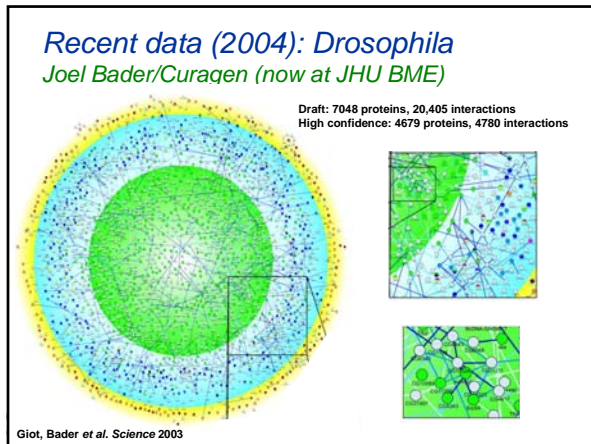 Recent data (2004): Drosophila
Joel Bader/Curagen (now at JHU BME)
Draft: 7048 proteins, 20,405 interactions
High confidence: 4679 proteins, 4780 interactions
Giot, Bader et al. Science 2003